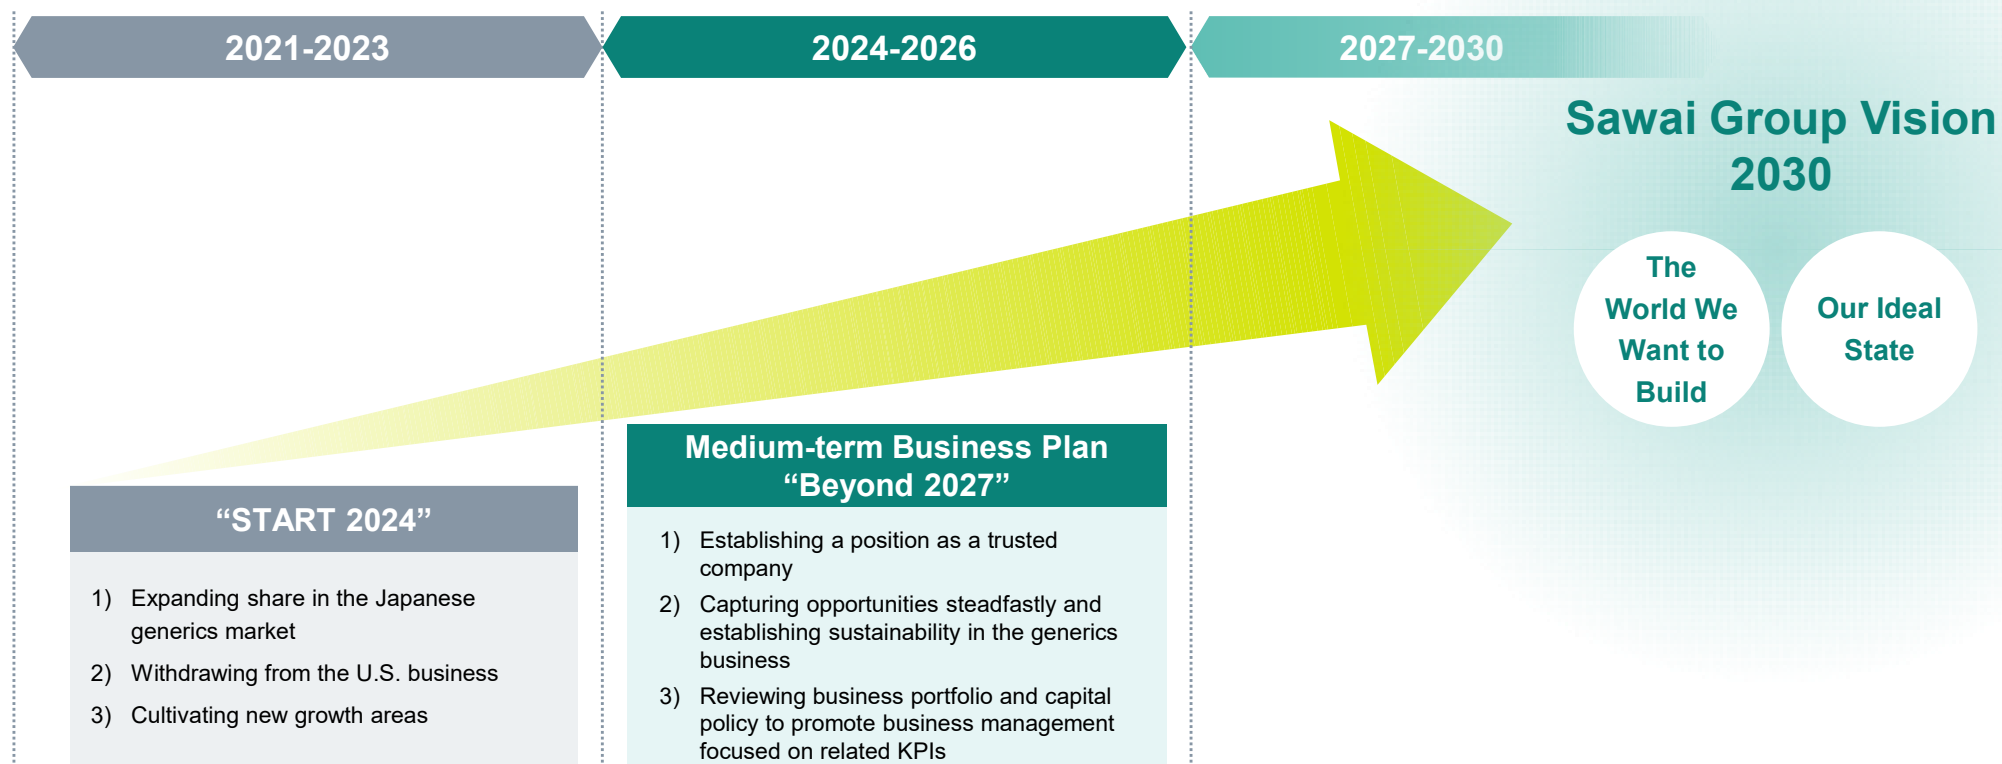 2021-2023
2024-2026
2027-2030
Sawai Group Vision
2030
The
World We
Want to
Build
Our Ideal
State
“START 2024”
1) Expanding share in the Japanese
generics market
2) Withdrawing from the U.S. business
3) Cultivating new growth areas
Medium-term Business Plan
“Beyond 2027”
1) Establishing a position as a trusted
company
2) Capturing opportunities steadfastly and
establishing sustainability in the generics
business
3) Reviewing business portfolio and capital
policy to promote business management
focused on related KPIs